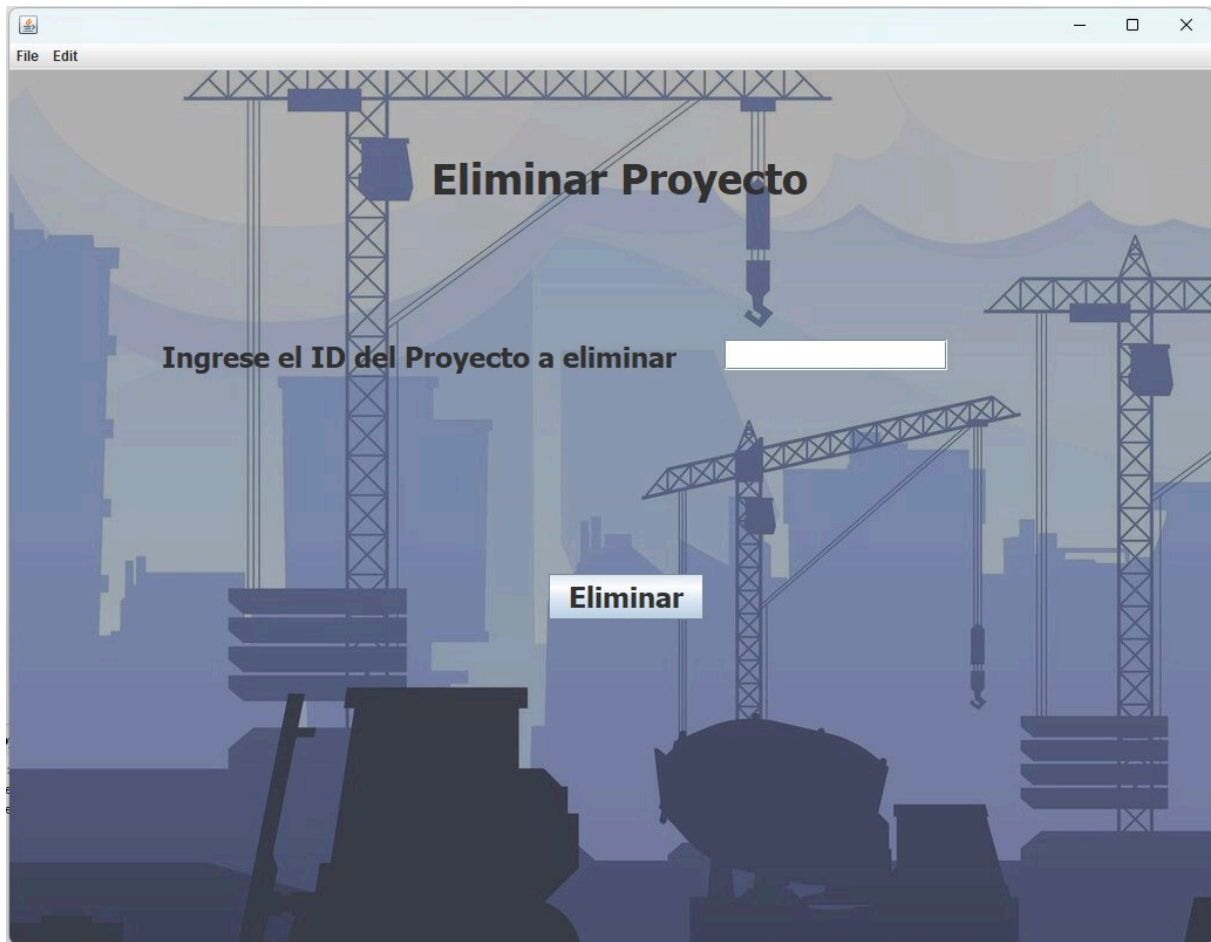 File Edit
Eliminar Proyecto
Ingrese el ID del Proyecto a eliminar
Eliminar